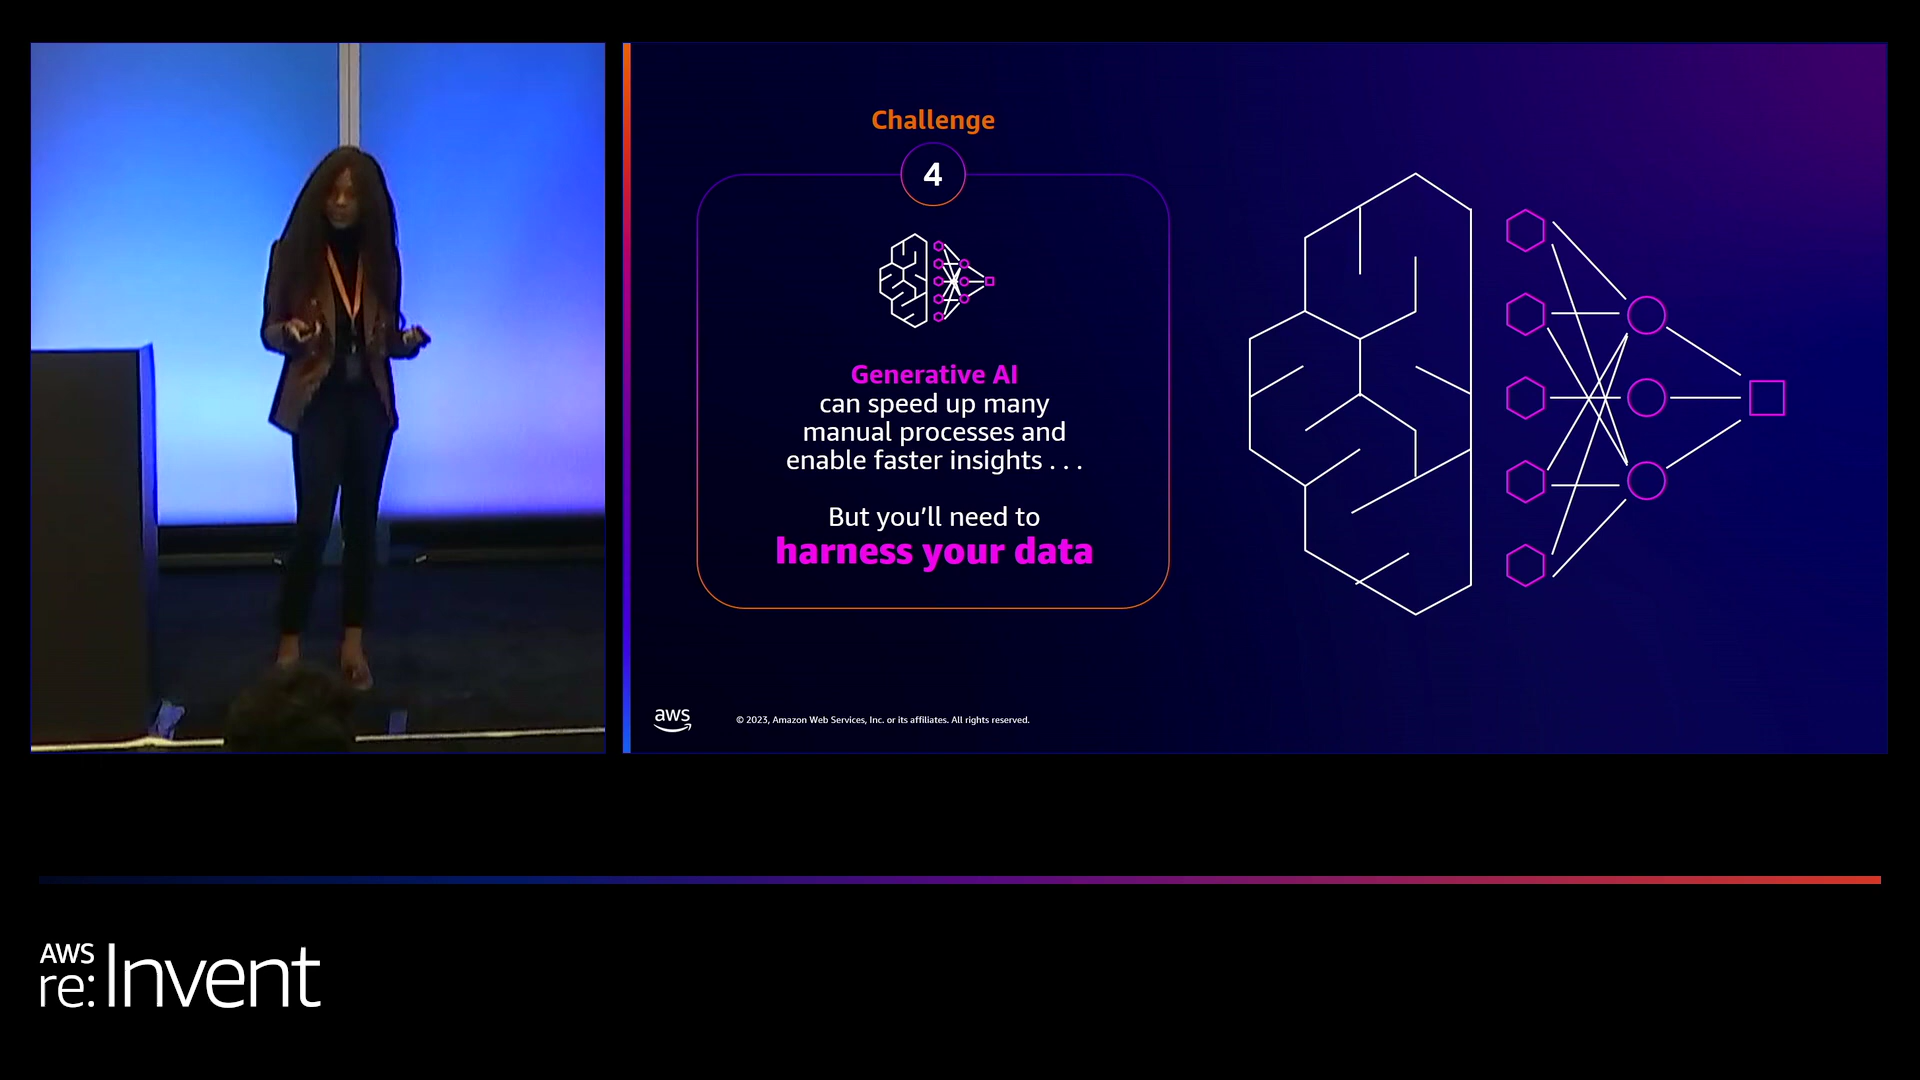 Challenge
4
Generative AI
can speed up many
manual processes and
enable faster insights . . .
But you’ll need to
harness your data
aws
© 2023, Amazon Web Services, Inc. or its affiliates. All rights reserved.
AWS
re:Invent